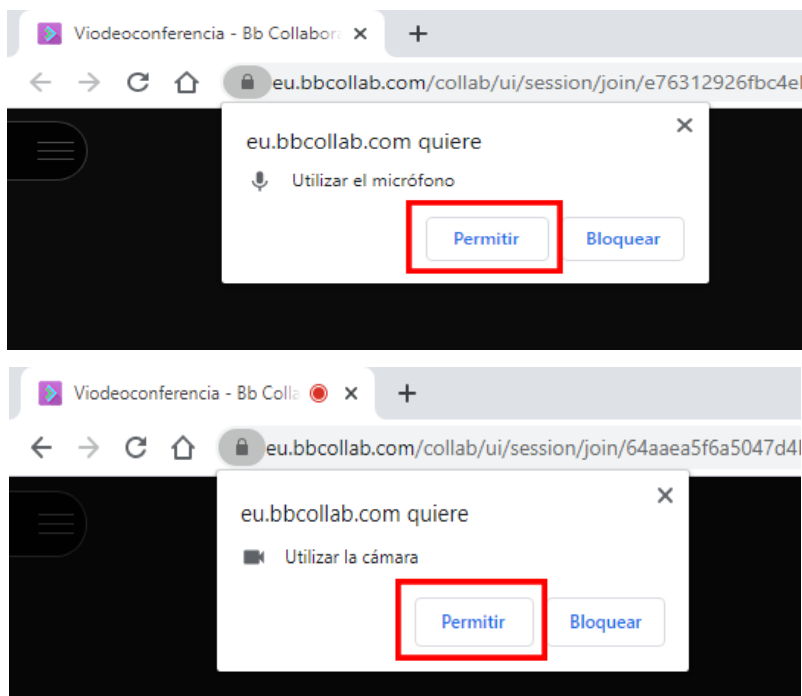 Viodeoconferencia - Bb Collabor
eu.bbcollab.com/collab/ui/session/join/e76312926fbc4el
eu.bbcollab.com quiere
Utilizar el micrófono
Permitir Bloquear
Viodeoconferencia - Bb Colla
eu.bbcollab.com/collab/ui/session/join/64aaea5f6a5047d4l
eu.bbcollab.com quiere
Utilizar la cámara
Permitir Bloquear